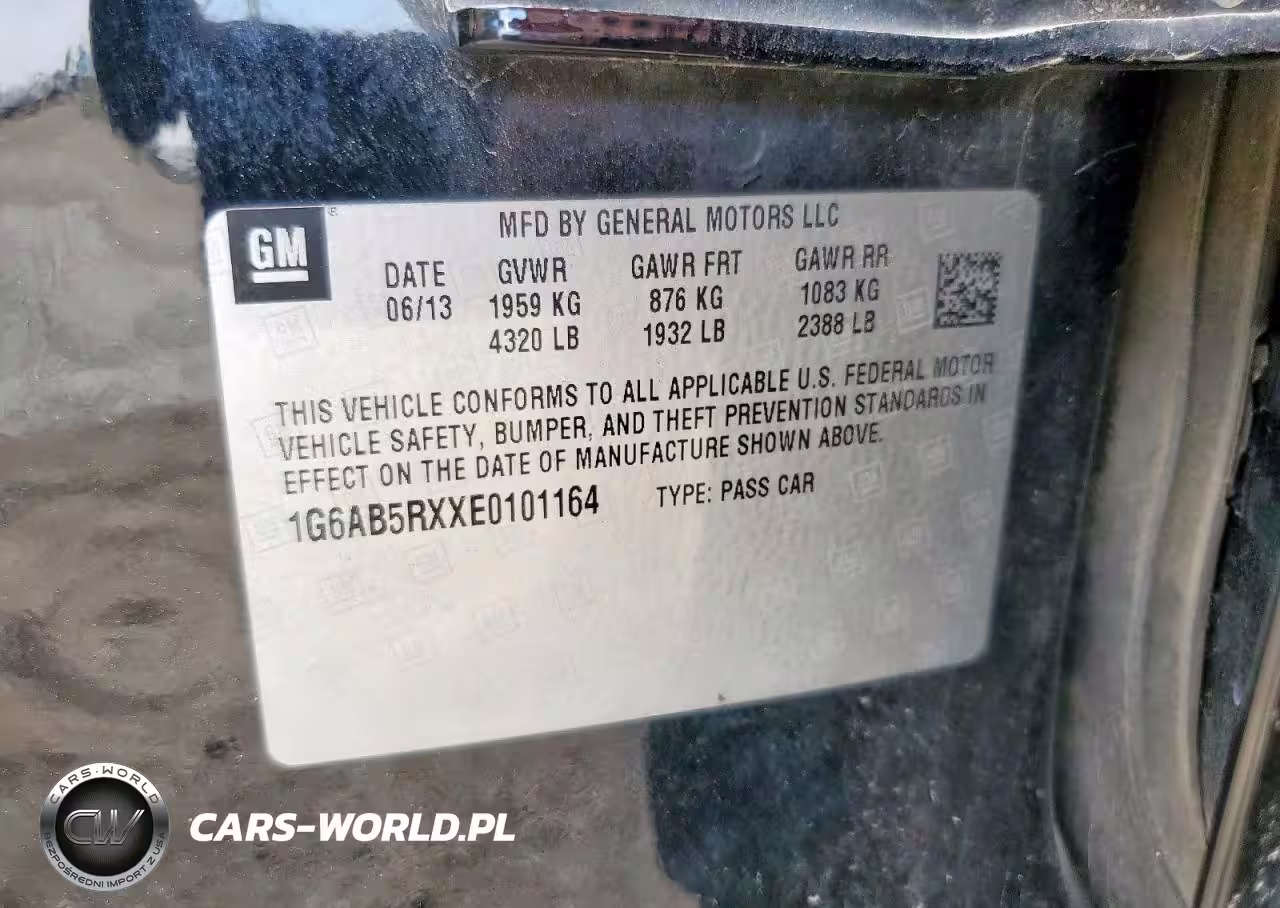 GM
MFD BY GENERAL MOTORS LLC
DATE GVWR GAWR FRT GAWR RR
06/13 1959 KG 876 KG 1083 KG
4320 LB 1932 LB 2388 LB
THIS VEHICLE CONFORMS TO ALL APPLICABLE U.S. FEDERAL MOTOR
VEHICLE SAFETY, BUMPER, AND THEFT PREVENTION STANDARDS IN
EFFECT ON THE DATE OF MANUFACTURE SHOWN ABOVE.
1G6AB5RXXE0101164 TYPE: PASS CAR
CARS-WORLD
CW
BEZPOŚREDNI IMPORT Z USA
CARS-WORLD.PL